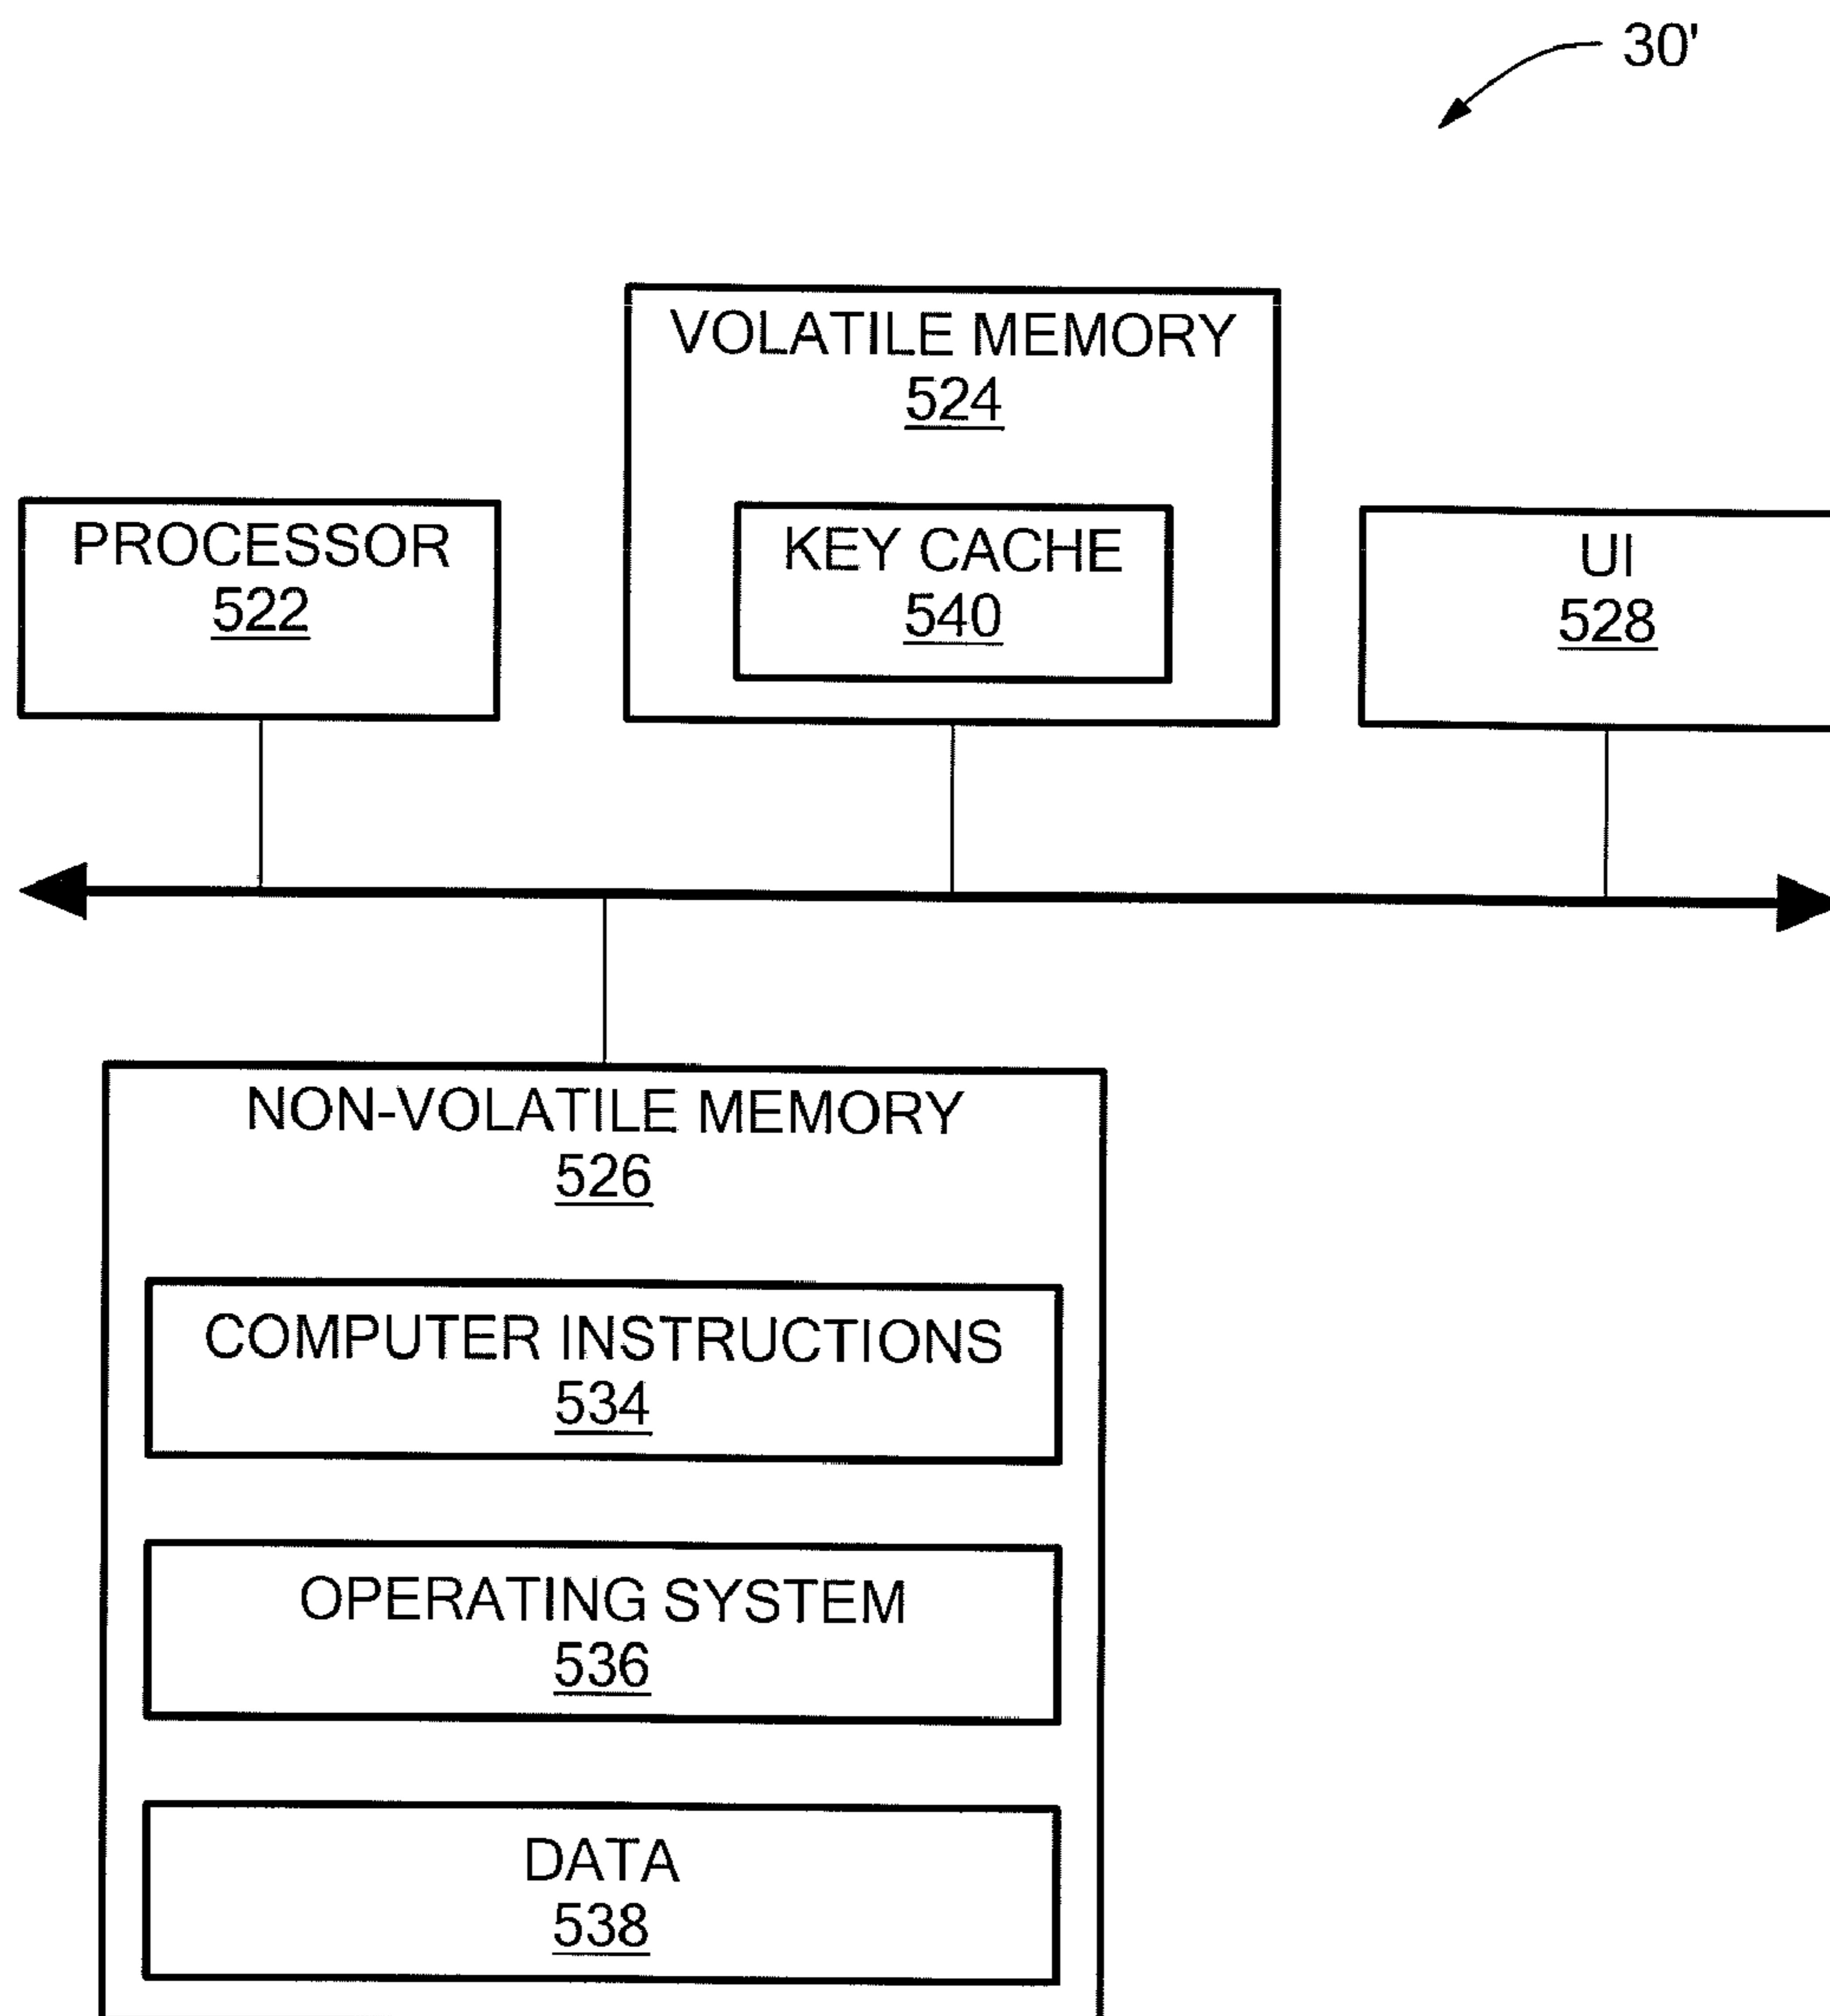 30'
VOLATILE MEMORY
524
PROCESSOR
522
KEY CACHE
540
UI
528
NON-VOLATILE MEMORY
526
COMPUTER INSTRUCTIONS
534
OPERATING SYSTEM
536
DATA
538